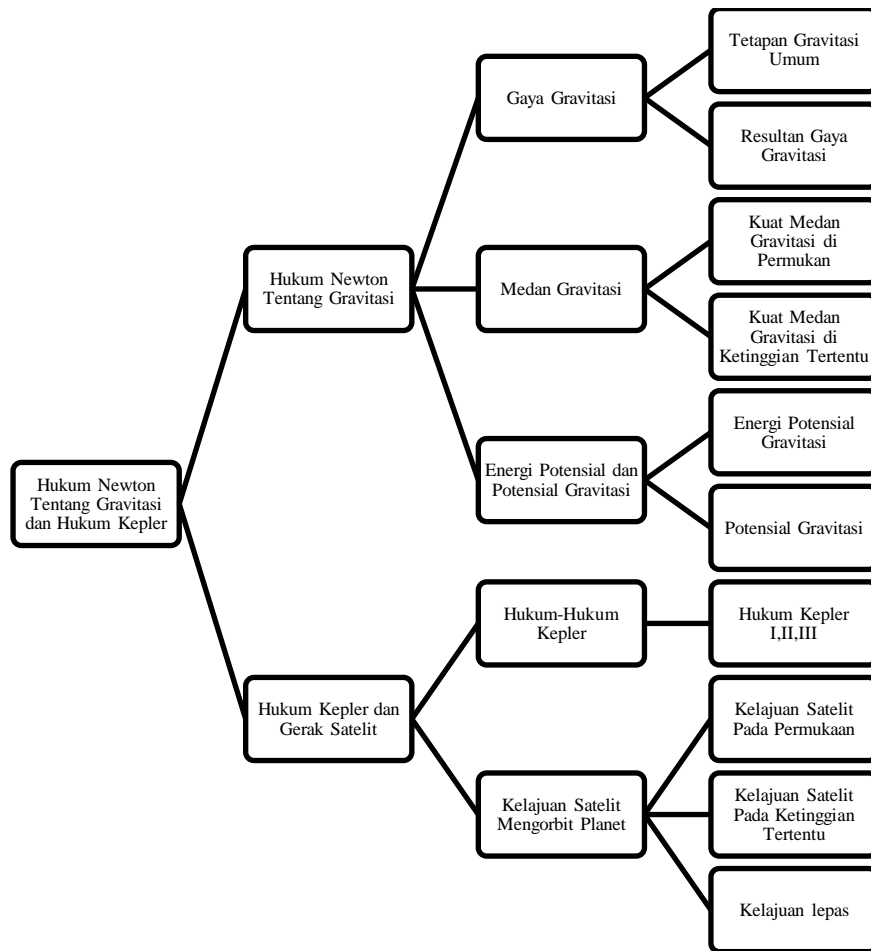 Hukum Newton
Tentang Gravitasi
dan Hukum Kepler
Hukum Newton
Tentang Gravitasi
Gaya Gravitasi
Tetapan Gravitasi
Umum
Resultan Gaya
Gravitasi
Medan Gravitasi
Kuat Medan
Gravitasi di
Permukan
Kuat Medan
Gravitasi di
Ketinggian Tertentu
Energi Potensial dan
Potensial Gravitasi
Energi Potensial
Gravitasi
Potensial Gravitasi
Hukum Kepler dan
Gerak Satelit
Hukum-Hukum
Kepler
Hukum Kepler
I,II,III
Kelajuan Satelit
Mengorbit Planet
Kelajuan Satelit
Pada Permukaan
Kelajuan Satelit
Pada Ketinggian
Tertentu
Kelajuan lepas